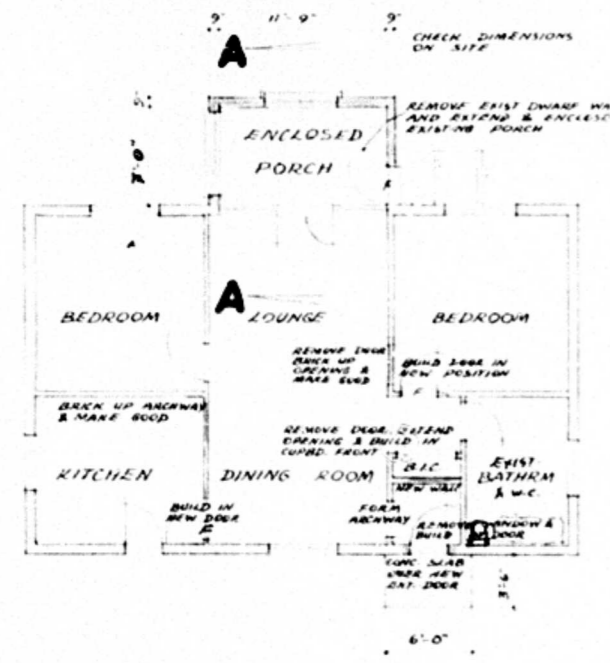 9" 11'-9" 9"
A
CHECK DIMENSIONS
ON SITE
REMOVE EXIST DWARF WA
AND EXTEND & ENCLOSE
EXISTING PORCH
ENCLOSED
PORCH
BEDROOM
A
LOUNGE
BEDROOM
REMOVE DOOR
BRICK UP
OPENING &
MAKE GOOD
BUILD DOOR IN
NEW POSITION
BRICK UP ARCHWAY
& MAKE GOOD
REMOVE DOOR, EXTEND
OPENING & BUILD IN
CUPBD. FRONT
KITCHEN
DINING ROOM
B.I.C
NEW WALL
EXIST.
BATHRM
& W.C.
BUILD IN
NEW DOOR
FORM
ARCHWAY
REMOVE WINDOW &
BUILD DOOR
CONC SLAB
OVER NEW
EXT. DOOR
6'-0"